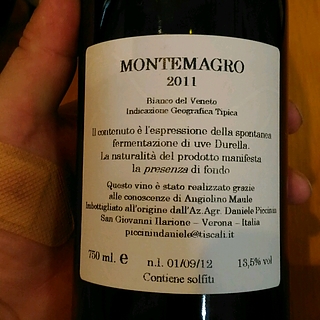 MONTEMAGRO
2011
Bianco del Veneto
Indicazione Geografica Tipica
Il contenuto è l'espressione della spontanea
fermentazione di uve Durella.
La naturalità del prodotto manifesta
la presenza di fondo
Questo vino è stato realizzato grazie
alle conoscenze di Angiolino Maule
Imbottigliato all'origine dall'Az.Agr. Daniele Piccinin
San Giovanni Ilarione – Verona – Italia
piccinindaniele@tiscali.it
750 ml. e n.i. 01/09/12 13,5% vol
Contiene solfiti